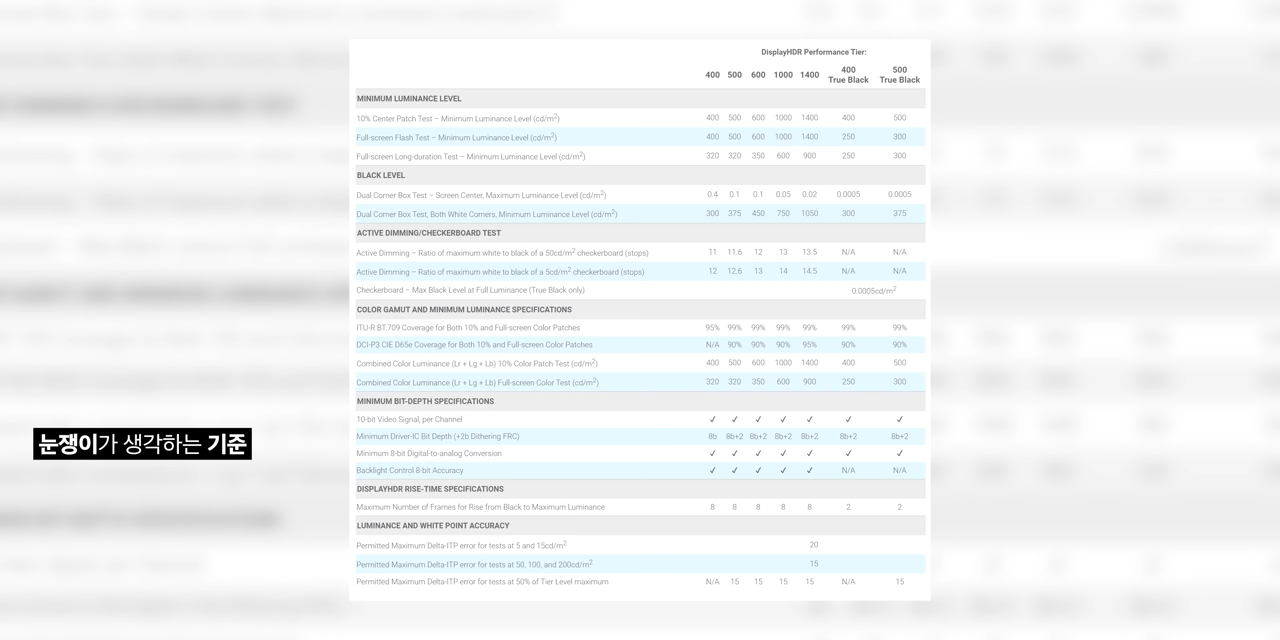 DisplayHDR Performance Tier:
400 500 600 1000 1400 400 True Black 500 True Black
MINIMUM LUMINANCE LEVEL
10% Center Patch Test – Minimum Luminance Level (cd/m²) 400 500 600 1000 1400 400 500
Full-screen Flash Test – Minimum Luminance Level (cd/m²) 400 500 600 1000 1400 250 300
Full-screen Long-duration Test – Minimum Luminance Level (cd/m²) 320 320 350 600 900 250 300
BLACK LEVEL
Dual Corner Box Test – Screen Center, Maximum Luminance Level (cd/m²) 0.4 0.1 0.1 0.05 0.02 0.0005 0.0005
Dual Corner Box Test, Both White Corners, Minimum Luminance Level (cd/m²) 300 375 450 750 1050 300 375
ACTIVE DIMMING/CHECKERBOARD TEST
Active Dimming – Ratio of maximum white to black of a 50cd/m² checkerboard (stops) 11 11.6 12 13 13.5 N/A N/A
Active Dimming – Ratio of maximum white to black of a 5cd/m² checkerboard (stops) 12 12.6 13 14 14.5 N/A N/A
Checkerboard – Max Black Level at Full Luminance (True Black only) 0.0005cd/m²
COLOR GAMUT AND MINIMUM LUMINANCE SPECIFICATIONS
ITU-R BT.709 Coverage for Both 10% and Full-screen Color Patches 95% 99% 99% 99% 99% 99% 99%
DCI-P3 CIE D65e Coverage for Both 10% and Full-screen Color Patches N/A 90% 90% 90% 95% 90% 90%
Combined Color Luminance (Lr + Lg + Lb) 10% Color Patch Test (cd/m²) 400 500 600 1000 1400 400 500
Combined Color Luminance (Lr + Lg + Lb) Full-screen Color Test (cd/m²) 320 320 350 600 900 250 300
MINIMUM BIT-DEPTH SPECIFICATIONS
10-bit Video Signal, per Channel ✓ ✓ ✓ ✓ ✓ ✓ ✓
Minimum Driver-IC Bit Depth (+2b Dithering FRC) 8b 8b+2 8b+2 8b+2 8b+2 8b+2 8b+2
Minimum 8-bit Digital-to-analog Conversion ✓ ✓ ✓ ✓ ✓ ✓ ✓
Backlight Control 8-bit Accuracy ✓ ✓ ✓ ✓ ✓ N/A N/A
DISPLAYHDR RISE-TIME SPECIFICATIONS
Maximum Number of Frames for Rise from Black to Maximum Luminance 8 8 8 8 8 2 2
LUMINANCE AND WHITE POINT ACCURACY
Permitted Maximum Delta-ITP error for tests at 5 and 15cd/m² 20
Permitted Maximum Delta-ITP error for tests at 50, 100, and 200cd/m² 15
Permitted Maximum Delta-ITP error for tests at 50% of Tier Level maximum N/A 15 15 15 15 N/A 15
눈쟁이가 생각하는 기준